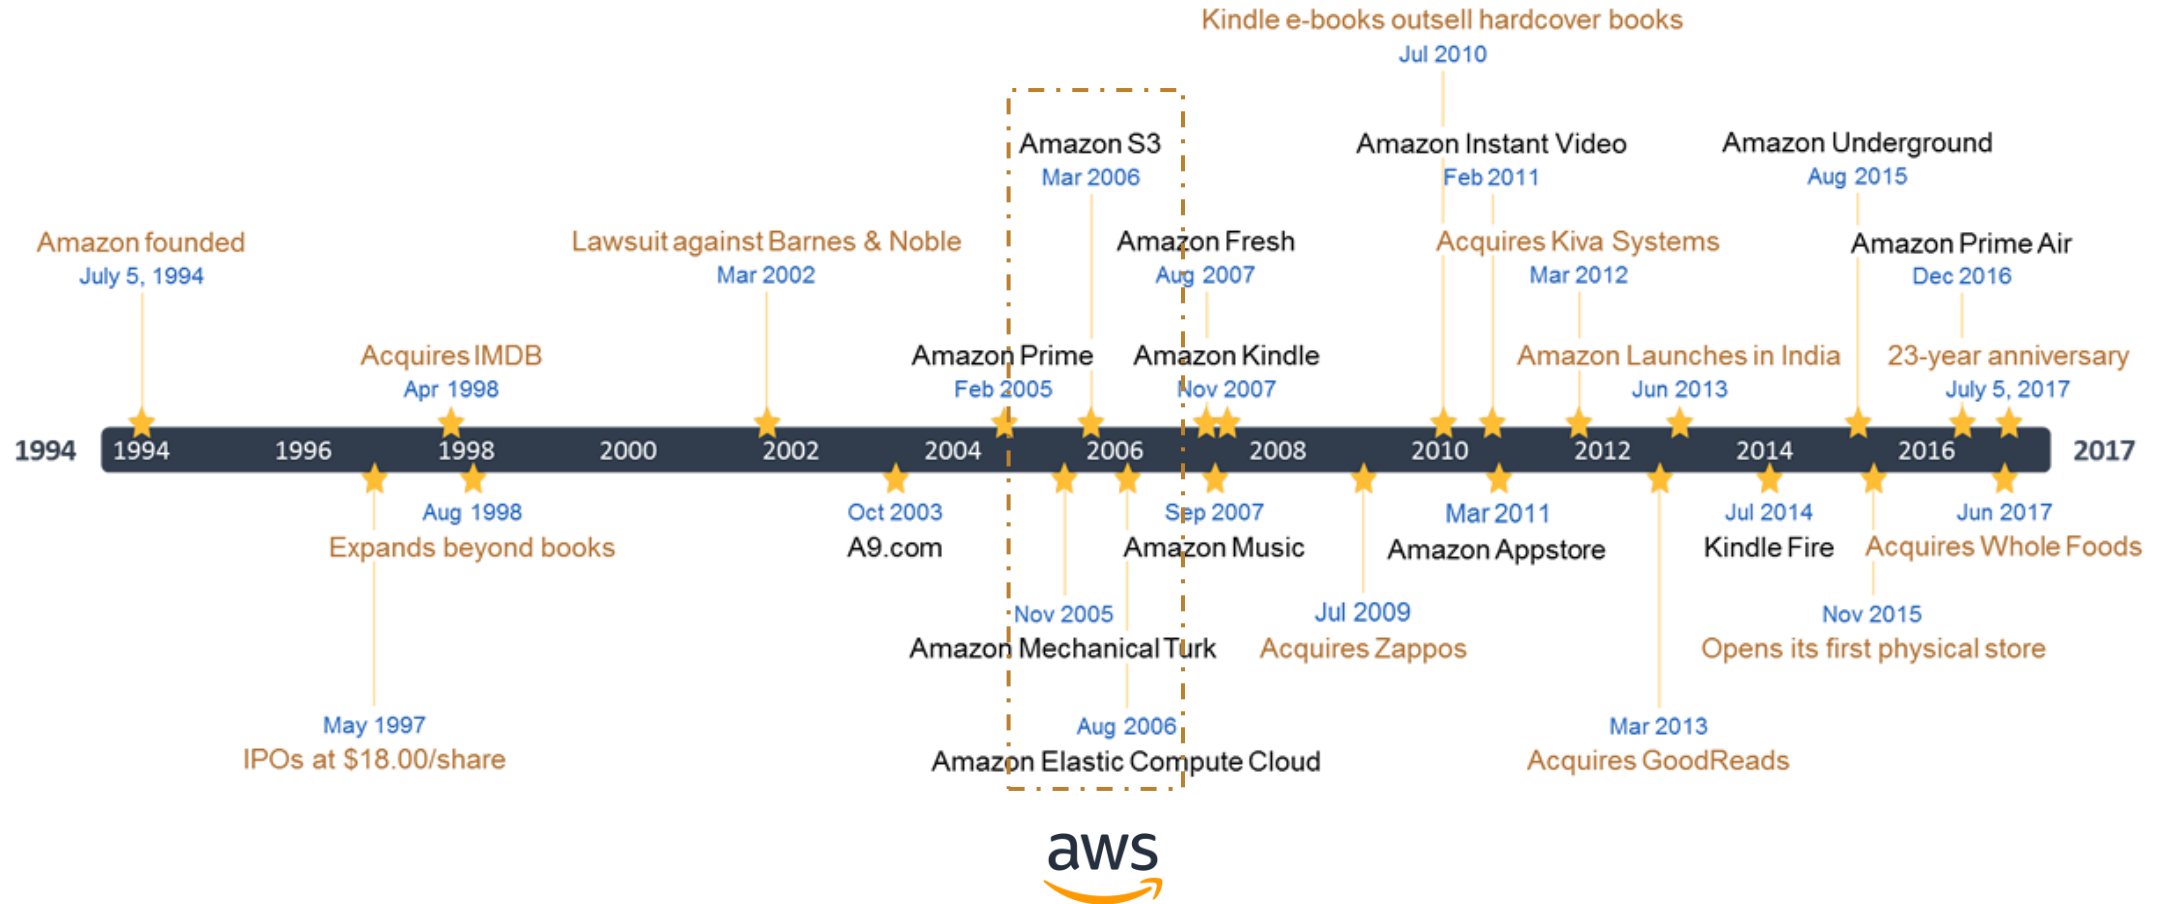 Kindle e-books outsell hardcover books
Jul 2010
Amazon S3
Mar 2006
Amazon Instant Video
Feb 2011
Amazon Underground
Aug 2015
Amazon founded
July 5, 1994
Lawsuit against Barnes & Noble
Mar 2002
Amazon Fresh
Aug 2007
Acquires Kiva Systems
Mar 2012
Amazon Prime Air
Dec 2016
Acquires IMDB
Apr 1998
Amazon Prime
Feb 2005
Amazon Kindle
Nov 2007
Amazon Launches in India
Jun 2013
23-year anniversary
July 5, 2017
1994 1994 1996 1998 2000 2002 2004 2006 2008 2010 2012 2014 2016 2017
Aug 1998
Expands beyond books
Oct 2003
A9.com
Sep 2007
Amazon Music
Mar 2011
Amazon Appstore
Jul 2014
Kindle Fire
Jun 2017
Acquires Whole Foods
Nov 2005
Amazon Mechanical Turk
Jul 2009
Acquires Zappos
Nov 2015
Opens its first physical store
May 1997
IPOs at $18.00/share
Aug 2006
Amazon Elastic Compute Cloud
Mar 2013
Acquires GoodReads
aws